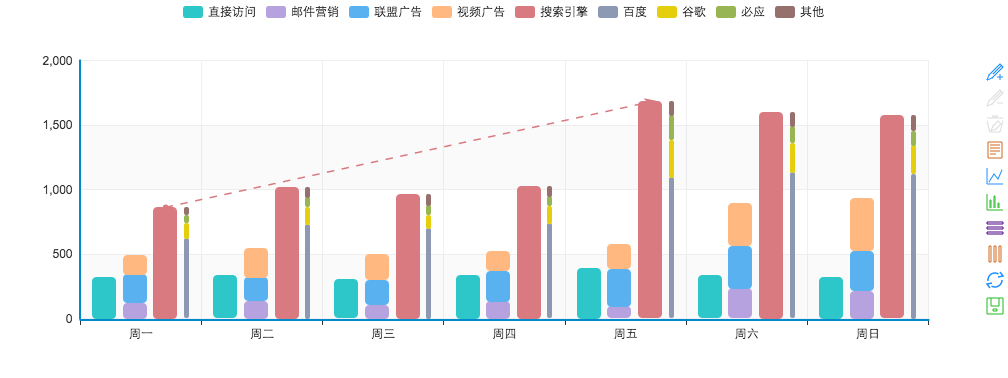 直接访问 邮件营销 联盟广告 视频广告 搜索引擎 百度 谷歌 必应 其他
2,000
1,500
1,000
500
0
周一 周二 周三 周四 周五 周六 周日